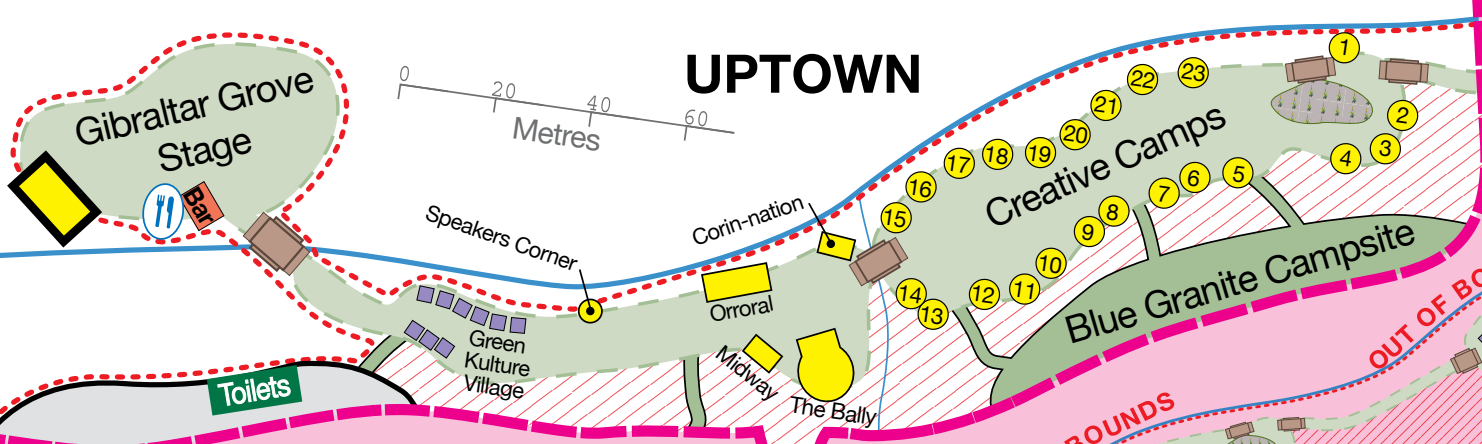 UPTOWN
0 20 40 60
Metres
Gibraltar Grove
Stage
Bar
Speakers Corner
Corin-nation
Creative Camps
1
2
3
4
5
6
7
8
9
10
11
12
13
14
15
16
17
18
19
20
21
22
23
Orroral
Green
Kulture
Village
Midway
The Bally
Toilets
Blue Granite Campsite
OUT OF BO
BOUNDS